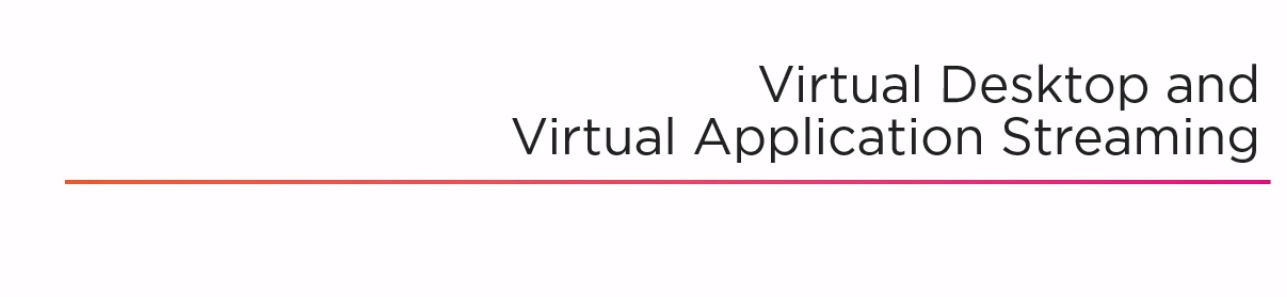 Virtual Desktop and
Virtual Application Streaming